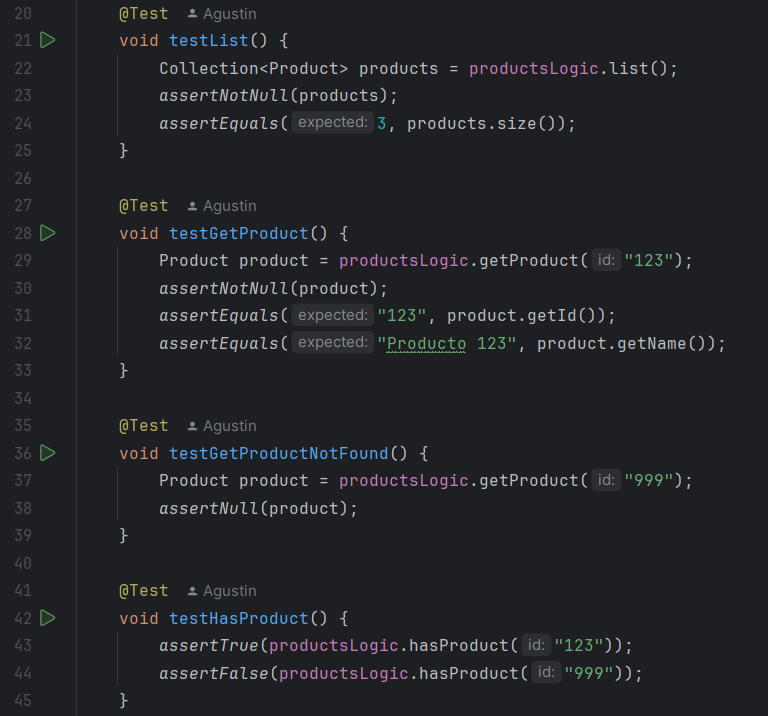 20 @Test Agustin
21 void testList() {
22 Collection<Product> products = productsLogic.list();
23 assertNotNull(products);
24 assertEquals( expected: 3, products.size());
25 }
26
27 @Test Agustin
28 void testGetProduct() {
29 Product product = productsLogic.getProduct( id: "123");
30 assertNotNull(product);
31 assertEquals( expected: "123", product.getId());
32 assertEquals( expected: "Producto 123", product.getName());
33 }
34
35 @Test Agustin
36 void testGetProductNotFound() {
37 Product product = productsLogic.getProduct( id: "999");
38 assertNull(product);
39 }
40
41 @Test Agustin
42 void testHasProduct() {
43 assertTrue(productsLogic.hasProduct( id: "123"));
44 assertFalse(productsLogic.hasProduct( id: "999"));
45 }